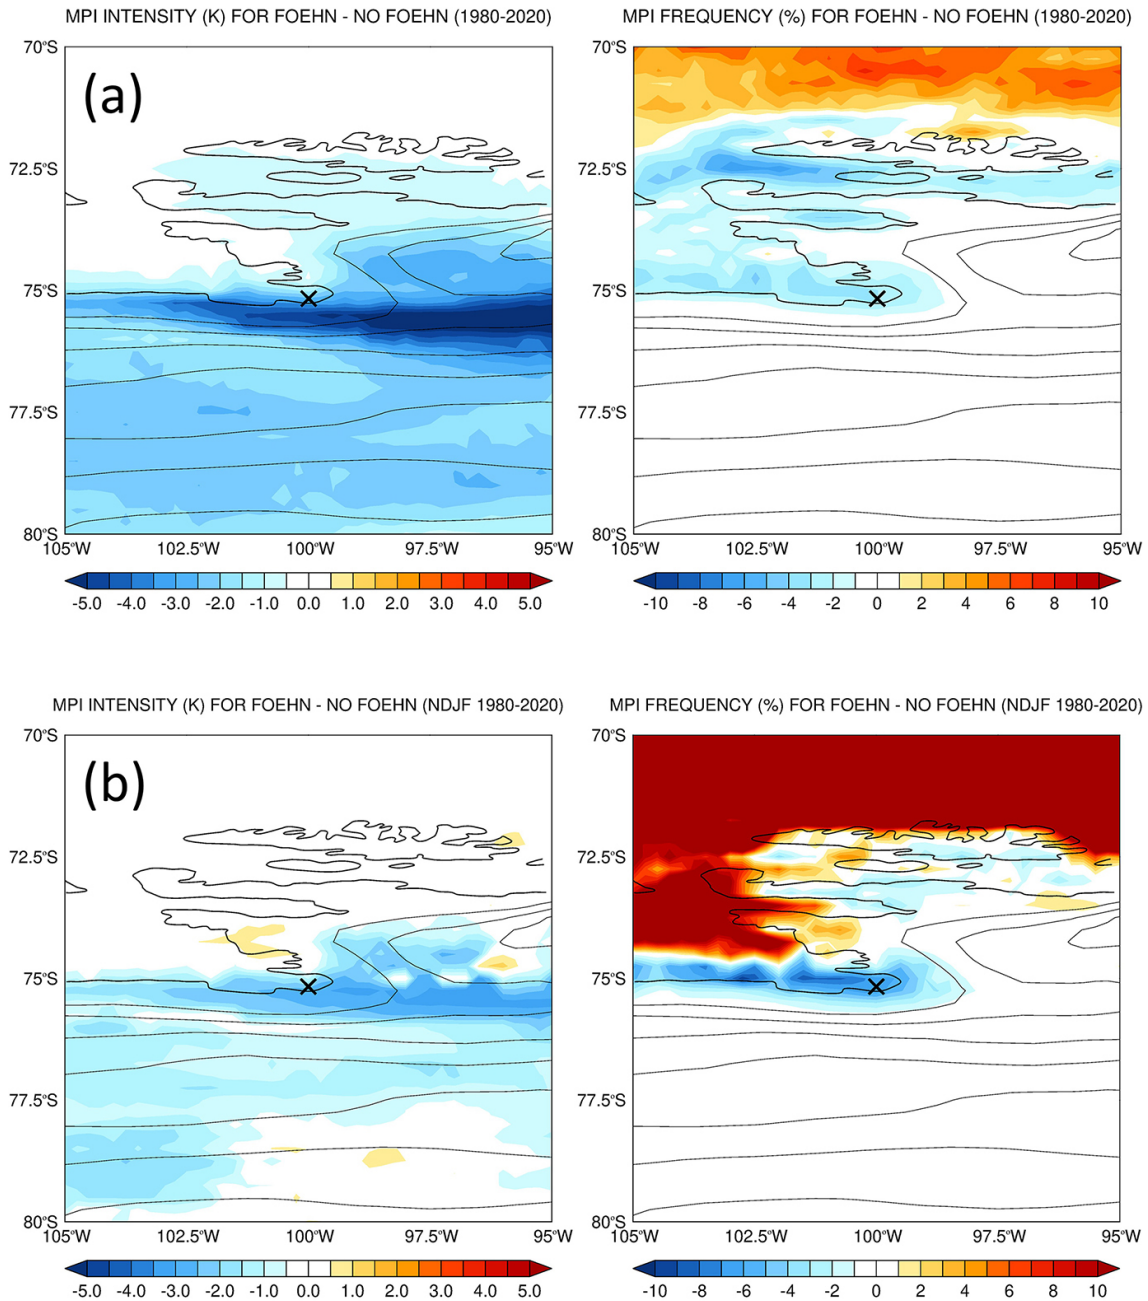 MPI INTENSITY (K) FOR FOEHN - NO FOEHN (1980-2020)
MPI FREQUENCY (%) FOR FOEHN - NO FOEHN (1980-2020)
(a)
70°S
72.5°S
75°S
77.5°S
80°S
105°W
102.5°W
100°W
97.5°W
95°W
-5.0 -4.0 -3.0 -2.0 -1.0 0.0 1.0 2.0 3.0 4.0 5.0
70°S
72.5°S
75°S
77.5°S
80°S
105°W
102.5°W
100°W
97.5°W
95°W
-10 -8 -6 -4 -2 0 2 4 6 8 10
MPI INTENSITY (K) FOR FOEHN - NO FOEHN (NDJF 1980-2020)
MPI FREQUENCY (%) FOR FOEHN - NO FOEHN (NDJF 1980-2020)
(b)
70°S
72.5°S
75°S
77.5°S
80°S
105°W
102.5°W
100°W
97.5°W
95°W
-5.0 -4.0 -3.0 -2.0 -1.0 0.0 1.0 2.0 3.0 4.0 5.0
70°S
72.5°S
75°S
77.5°S
80°S
105°W
102.5°W
100°W
97.5°W
95°W
-10 -8 -6 -4 -2 0 2 4 6 8 10